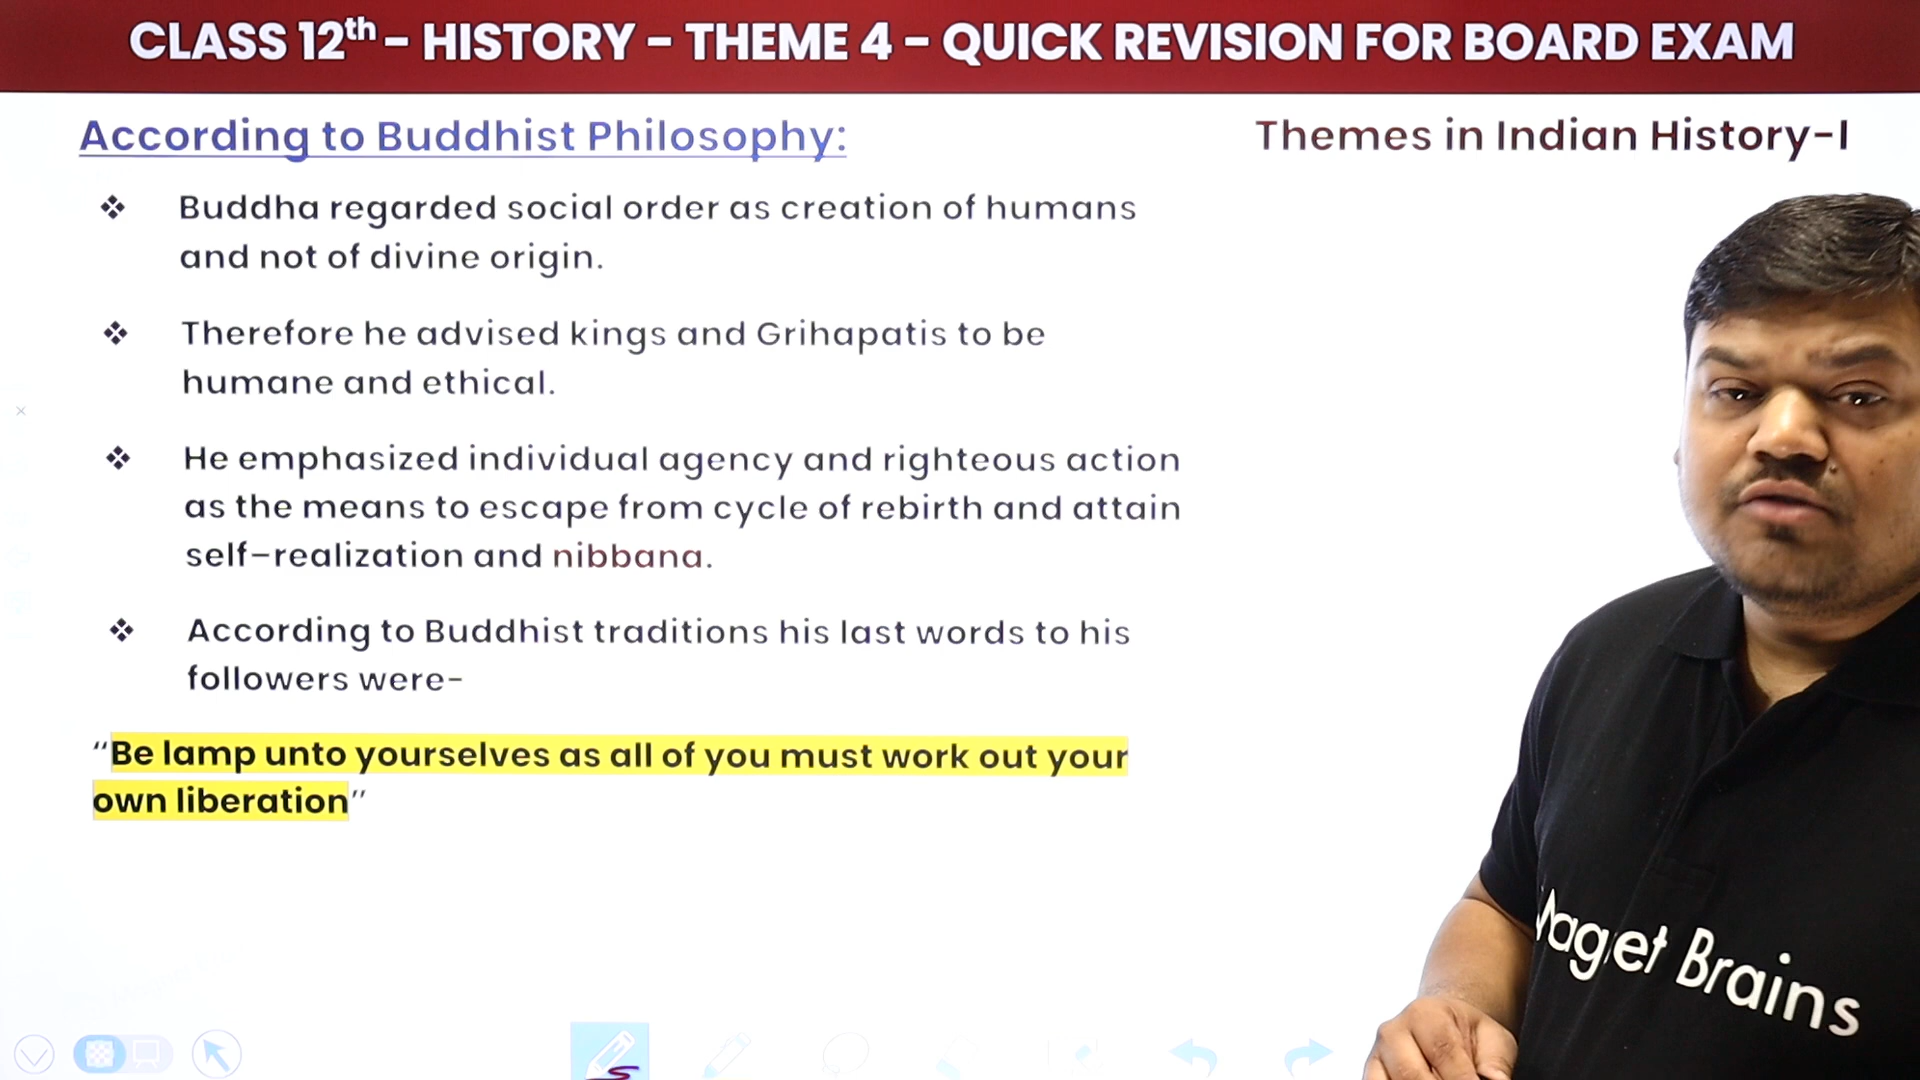 CLASS 12th - HISTORY - THEME 4 - QUICK REVISION FOR BOARD EXAM
According to Buddhist Philosophy:
Themes in Indian History-I
❖ Buddha regarded social order as creation of humans
and not of divine origin.
❖ Therefore he advised kings and Grihapatis to be
humane and ethical.
❖ He emphasized individual agency and righteous action
as the means to escape from cycle of rebirth and attain
self-realization and nibbana.
❖ According to Buddhist traditions his last words to his
followers were-
“Be lamp unto yourselves as all of you must work out your
own liberation”
Brains